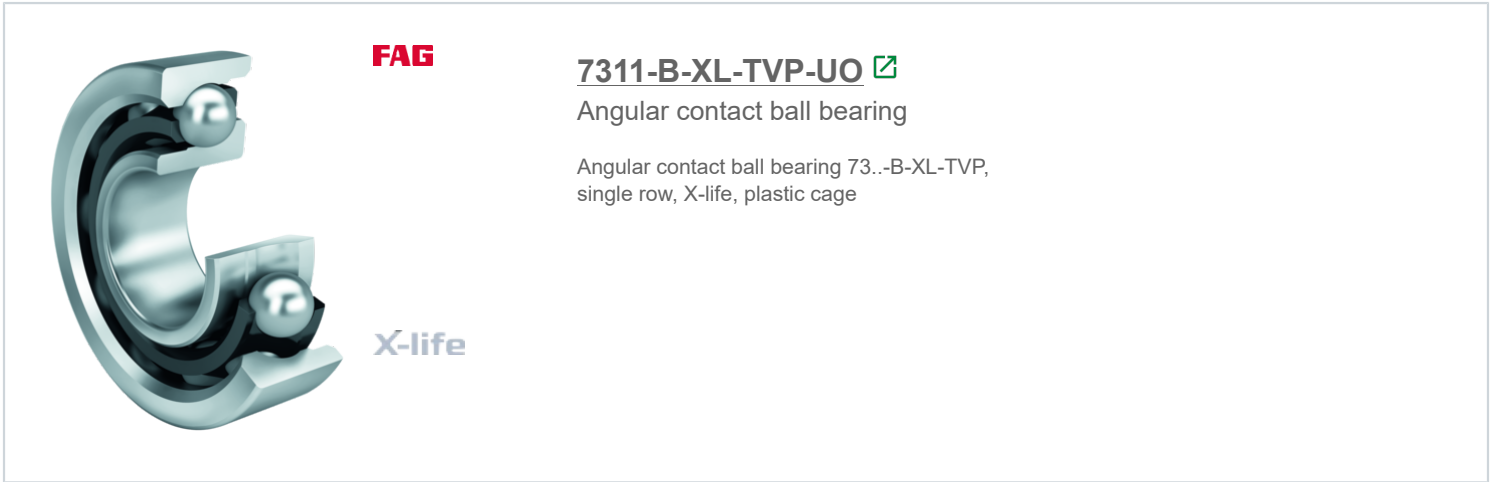 FAG
7311-B-XL-TVP-UO
Angular contact ball bearing
Angular contact ball bearing 73..-B-XL-TVP,
single row, X-life, plastic cage
X-life